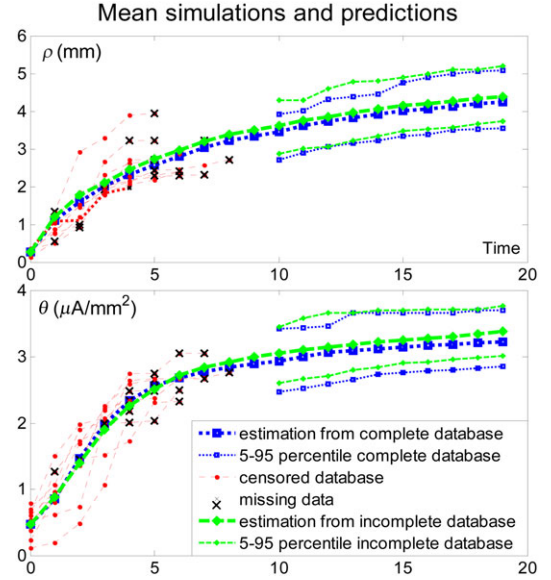 Mean simulations and predictions
ρ (mm)
6
5
4
3
2
1
0
Time
0 5 10 15 20
θ (μA/mm²)
4
3
2
1
0
estimation from complete database
5-95 percentile complete database
censored database
missing data
estimation from incomplete database
5-95 percentile incomplete database
0 5 10 15 20